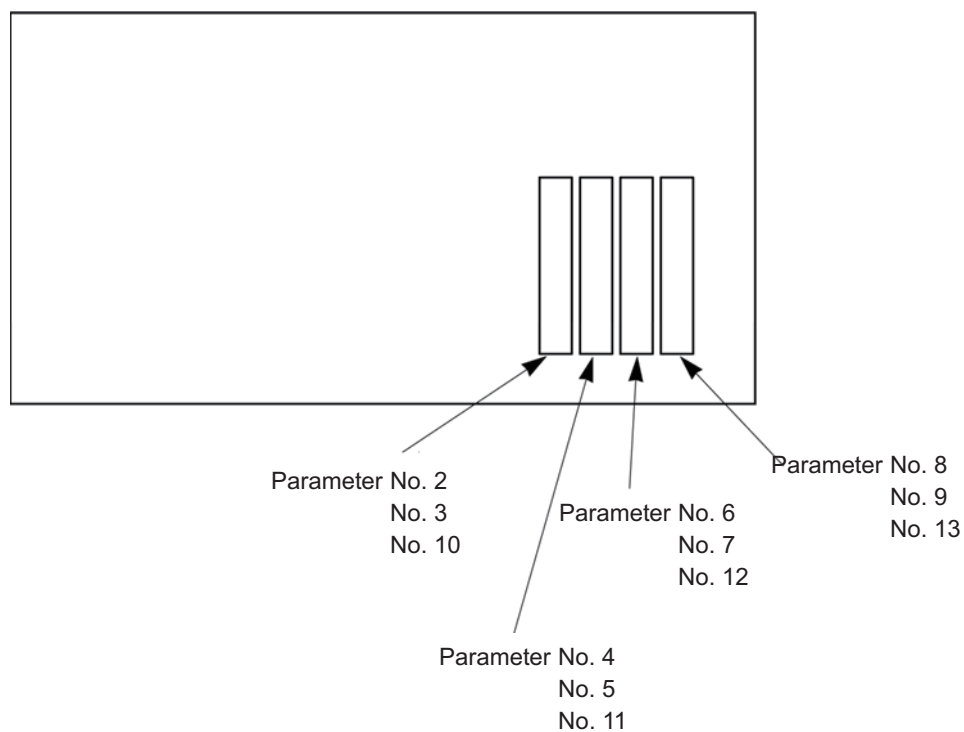 Parameter No. 2
No. 3
No. 10
Parameter No. 4
No. 5
No. 11
Parameter No. 6
No. 7
No. 12
Parameter No. 8
No. 9
No. 13